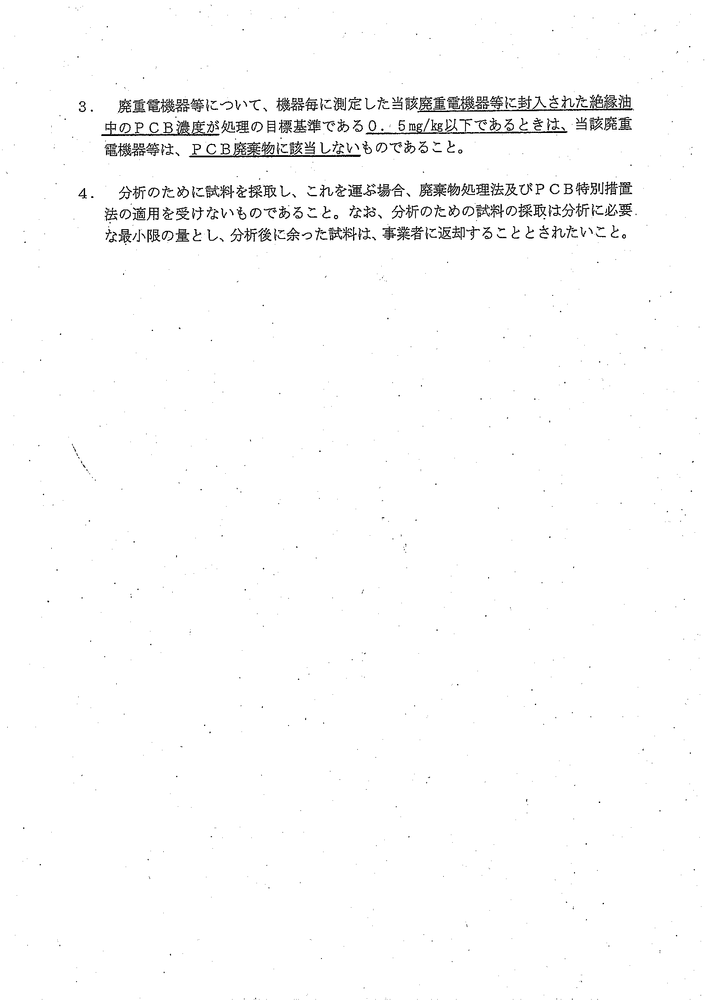 ３．　廃重電機器等について、機器毎に測定した当該廃重電機器等に封入された絶縁油
中のＰＣＢ濃度が処理の目標基準である０．５㎎/㎏以下であるときは、当該廃重
電機器等は、ＰＣＢ廃棄物に該当しないものであること。
４．　分析のために試料を採取し、これを運ぶ場合、廃棄物処理法及びＰＣＢ特別措置
法の適用を受けないものであること。なお、分析のための試料の採取は分析に必要
な最小限の量とし、分析後に余った試料は、事業者に返却することとされたいこと。